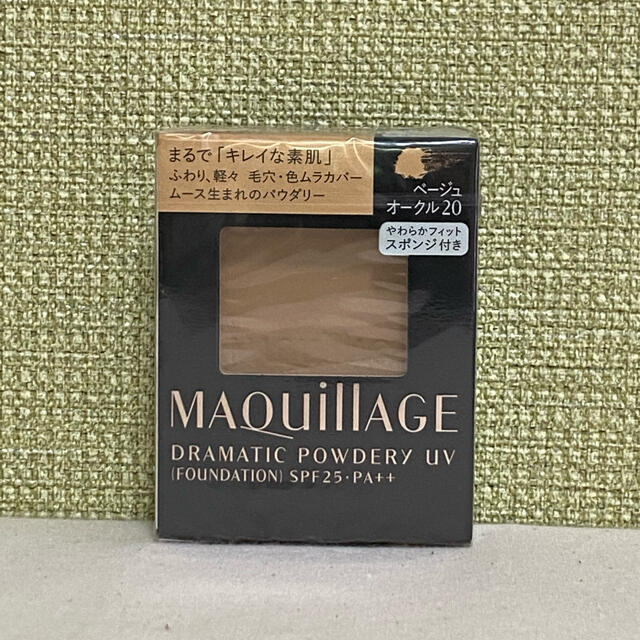 まるで「キレイな素肌」
ふわり、軽々 毛穴・色ムラカバー
ムース生まれのパウダリー
ベージュ
オークル20
やわらかフィット
スポンジ付き
MAQuillAGE
DRAMATIC POWDERY UV
(FOUNDATION) SPF25・PA++